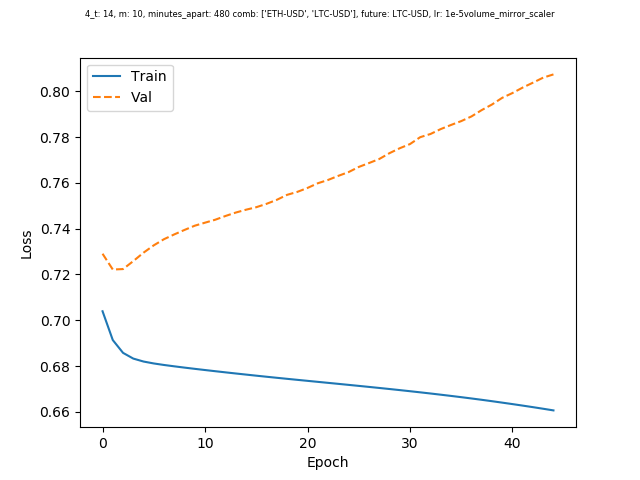 4_t: 14, m: 10, minutes_apart: 480 comb: ['ETH-USD', 'LTC-USD'], future: LTC-USD, lr: 1e-5volume_mirror_scaler
Train
Val
0.80
0.78
0.76
0.74
0.72
0.70
0.68
0.66
Loss
0 10 20 30 40
Epoch